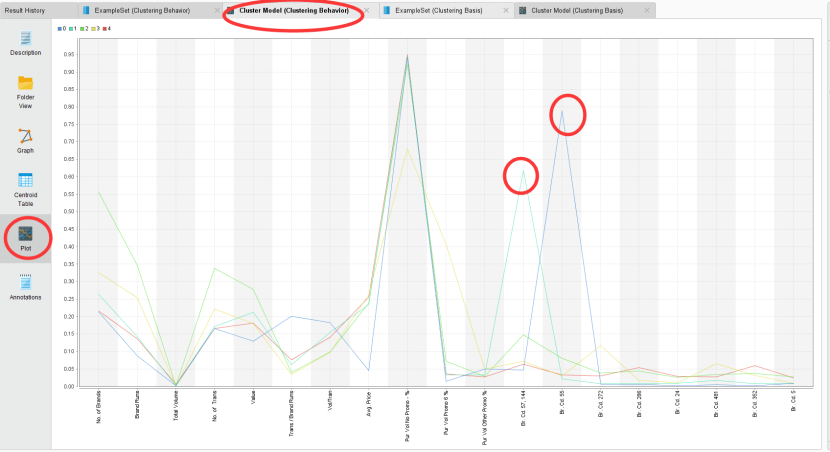 Result History
ExampleSet (Clustering Behavior)
Cluster Model (Clustering Behavior)
ExampleSet (Clustering Basis)
Cluster Model (Clustering Basis)
Description
Folder
View
Graph
Centroid
Table
Plot
Annotations
0 1 2 3 4
0.95
0.90
0.85
0.80
0.75
0.70
0.65
0.60
0.55
0.50
0.45
0.40
0.35
0.30
0.25
0.20
0.15
0.10
0.05
0.00
No. of Brands
Brand Runs
Total Volume
No. of Trans
Value
Trans / Brand Runs
Vol/Tran
Avg. Price
Pur Vol No Promo - %
Pur Vol Promo 6 %
Pur Vol Other Promo %
Br. Cd. 57, 144
Br. Cd. 55
Br. Cd. 272
Br. Cd. 286
Br. Cd. 24
Br. Cd. 481
Br. Cd. 352
Br. Cd. 5